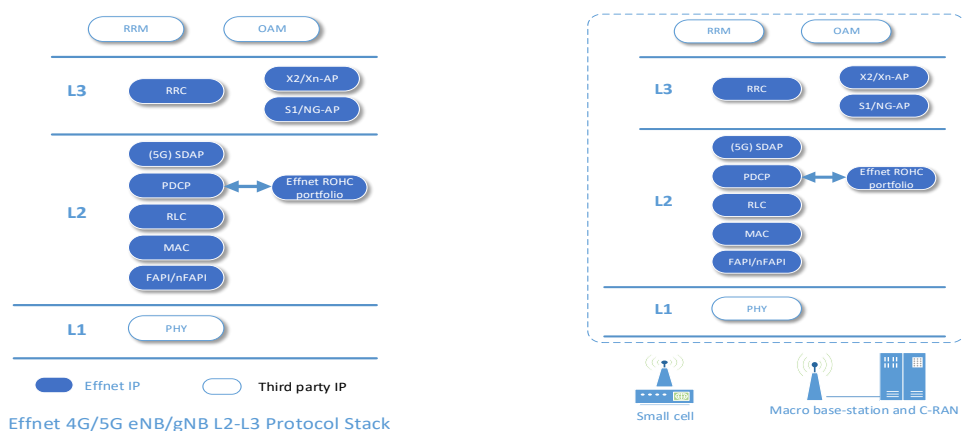 RRM
OAM
L3
RRC
X2/Xn-AP
S1/NG-AP
L2
(5G) SDAP
PDCP
Effnet ROHC
portfolio
RLC
MAC
FAPI/nFAPI
L1
PHY
Effnet IP
Third party IP
Effnet 4G/5G eNB/gNB L2-L3 Protocol Stack
RRM
OAM
L3
RRC
X2/Xn-AP
S1/NG-AP
L2
(5G) SDAP
PDCP
Effnet ROHC
portfolio
RLC
MAC
FAPI/nFAPI
L1
PHY
Small cell
Macro base-station and C-RAN